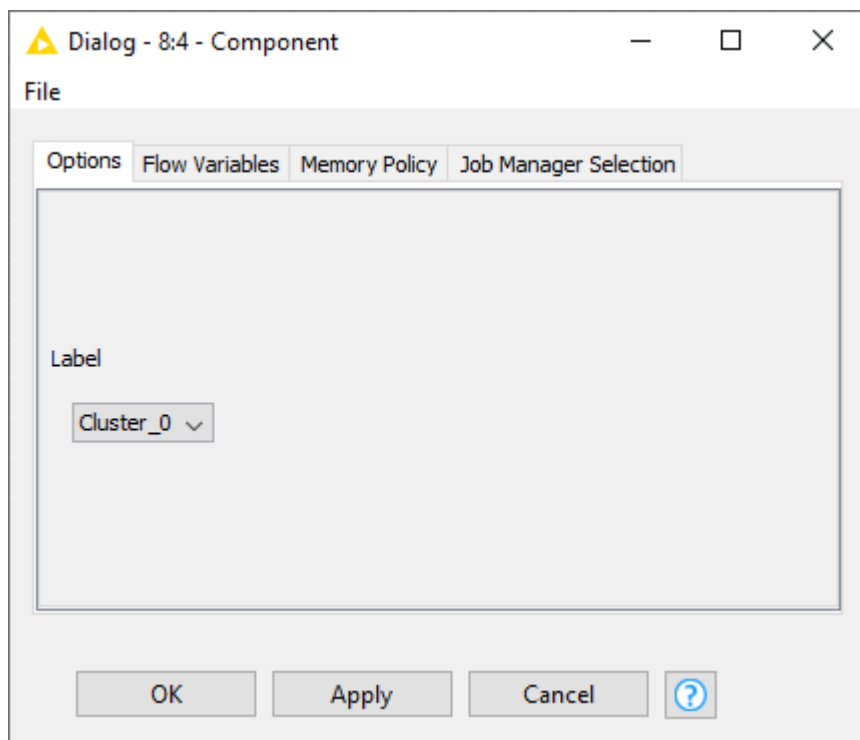 Dialog - 8:4 - Component
File
Options Flow Variables Memory Policy Job Manager Selection
Label
Cluster_0
OK Apply Cancel ?